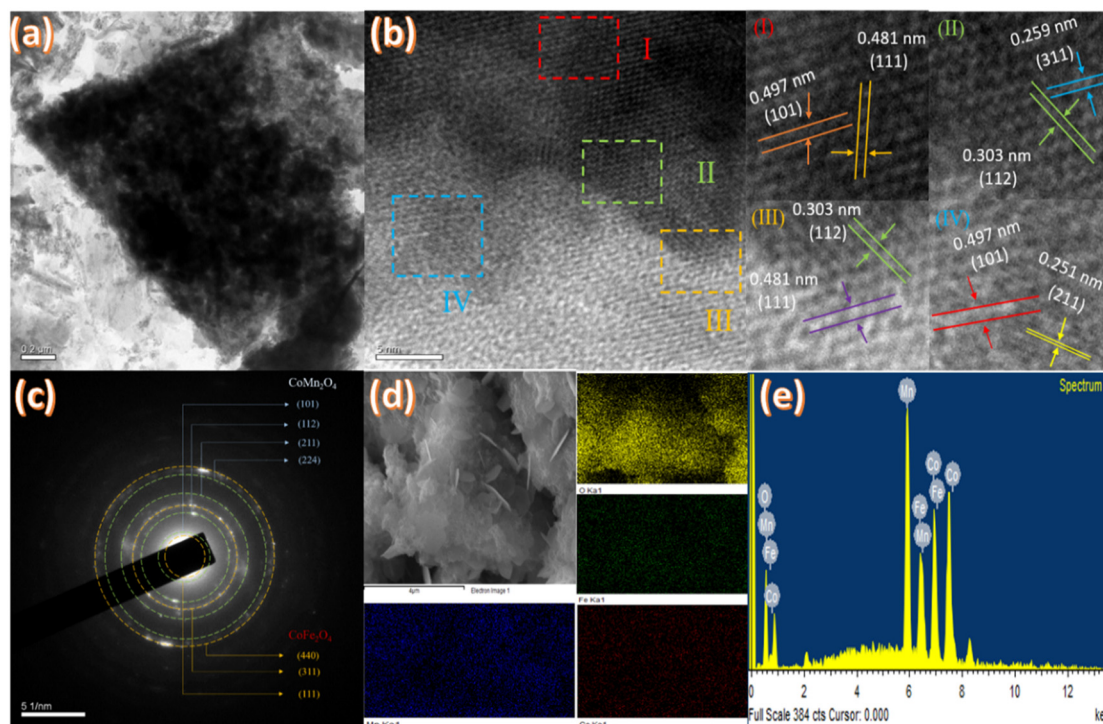 (a)
0.2 um
(b)
I
II
III
IV
5 nm
(I)
0.481 nm
(111)
0.497 nm
(101)
(II)
0.259 nm
(311)
0.303 nm
(112)
(III)
0.303 nm
(112)
0.481 nm
(111)
(IV)
0.497 nm
(101)
0.251 nm
(211)
(c)
CoMn₂O₄
(101)
(112)
(211)
(224)
CoFe₂O₄
(440)
(311)
(111)
5 1/nm
(d)
4μm
Electron Image 1
O Ka1
Fe Ka1
(e)
Spectrum
Mn
O
Mn
Fe
Co
Fe
Mn
Co
Fe
Co
0
2
4
6
8
10
12
Full Scale 384 cts Cursor: 0.000
ke